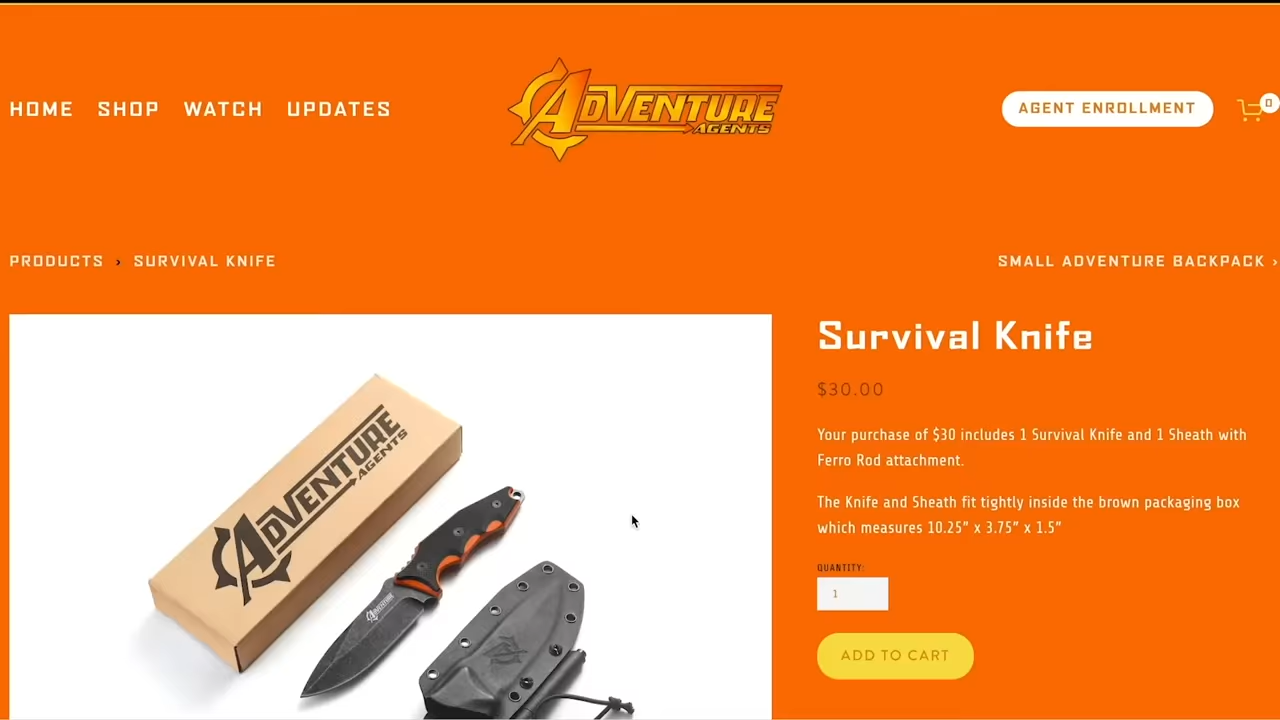 HOME SHOP WATCH UPDATES
ADVENTURE
AGENTS
AGENT ENROLLMENT
0
PRODUCTS › SURVIVAL KNIFE
SMALL ADVENTURE BACKPACK ›
ADVENTURE
AGENTS
ADVENTURE
Survival Knife
$30.00
Your purchase of $30 includes 1 Survival Knife and 1 Sheath with
Ferro Rod attachment.
The Knife and Sheath fit tightly inside the brown packaging box
which measures 10.25” x 3.75” x 1.5”
QUANTITY:
1
ADD TO CART